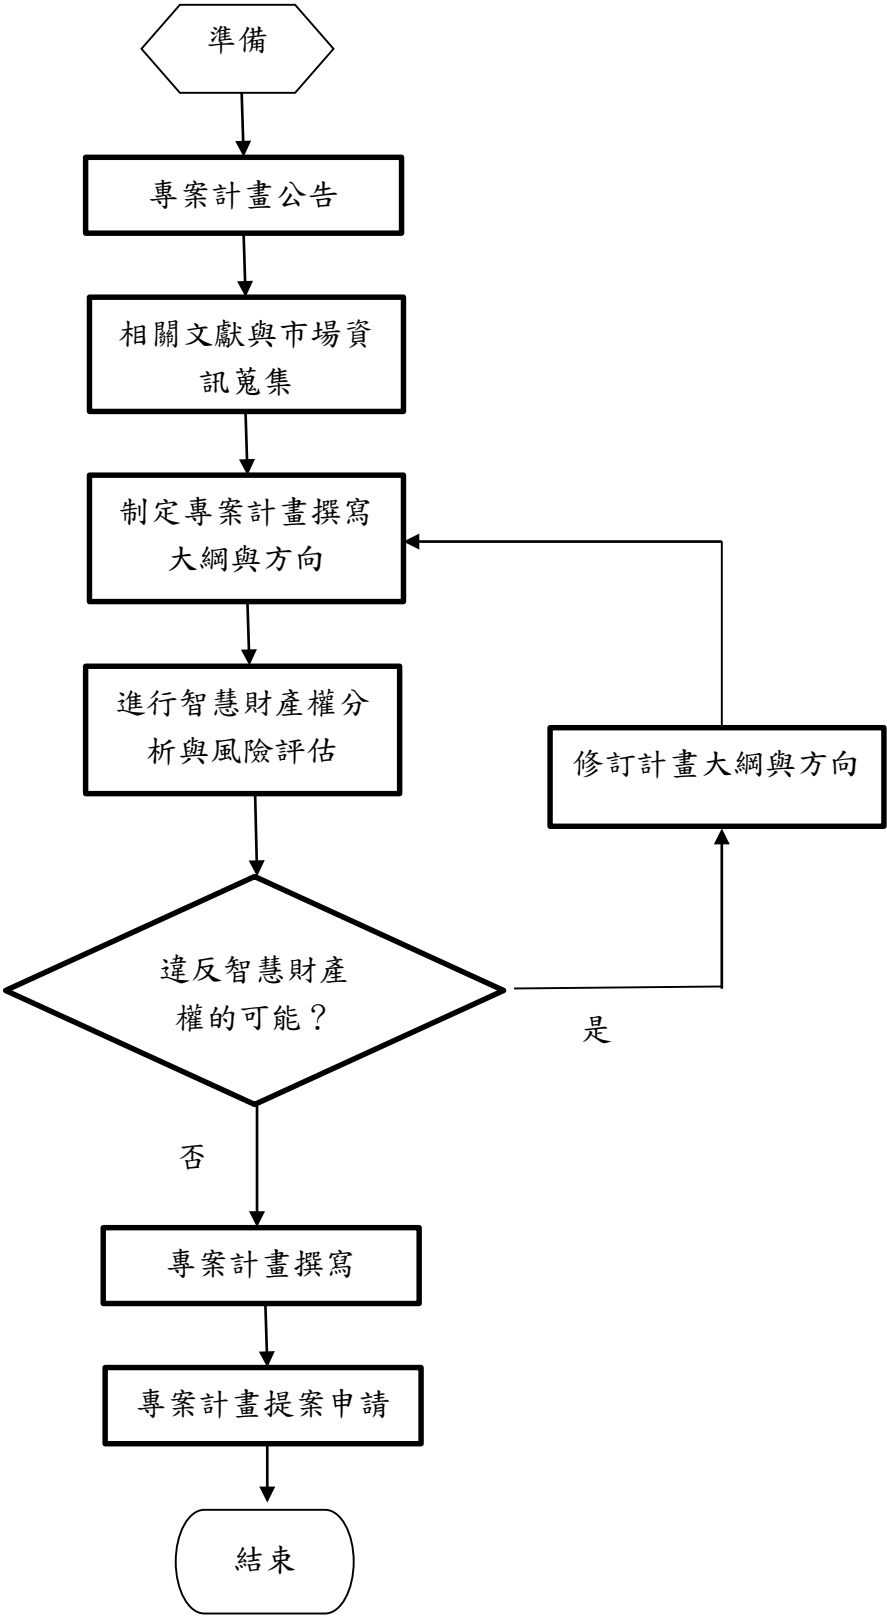 準備
專案計畫公告
相關文獻與市場資
訊蒐集
制定專案計畫撰寫
大綱與方向
進行智慧財產權分
析與風險評估
修訂計畫大綱與方向
違反智慧財產
權的可能？
是
否
專案計畫撰寫
專案計畫提案申請
結束